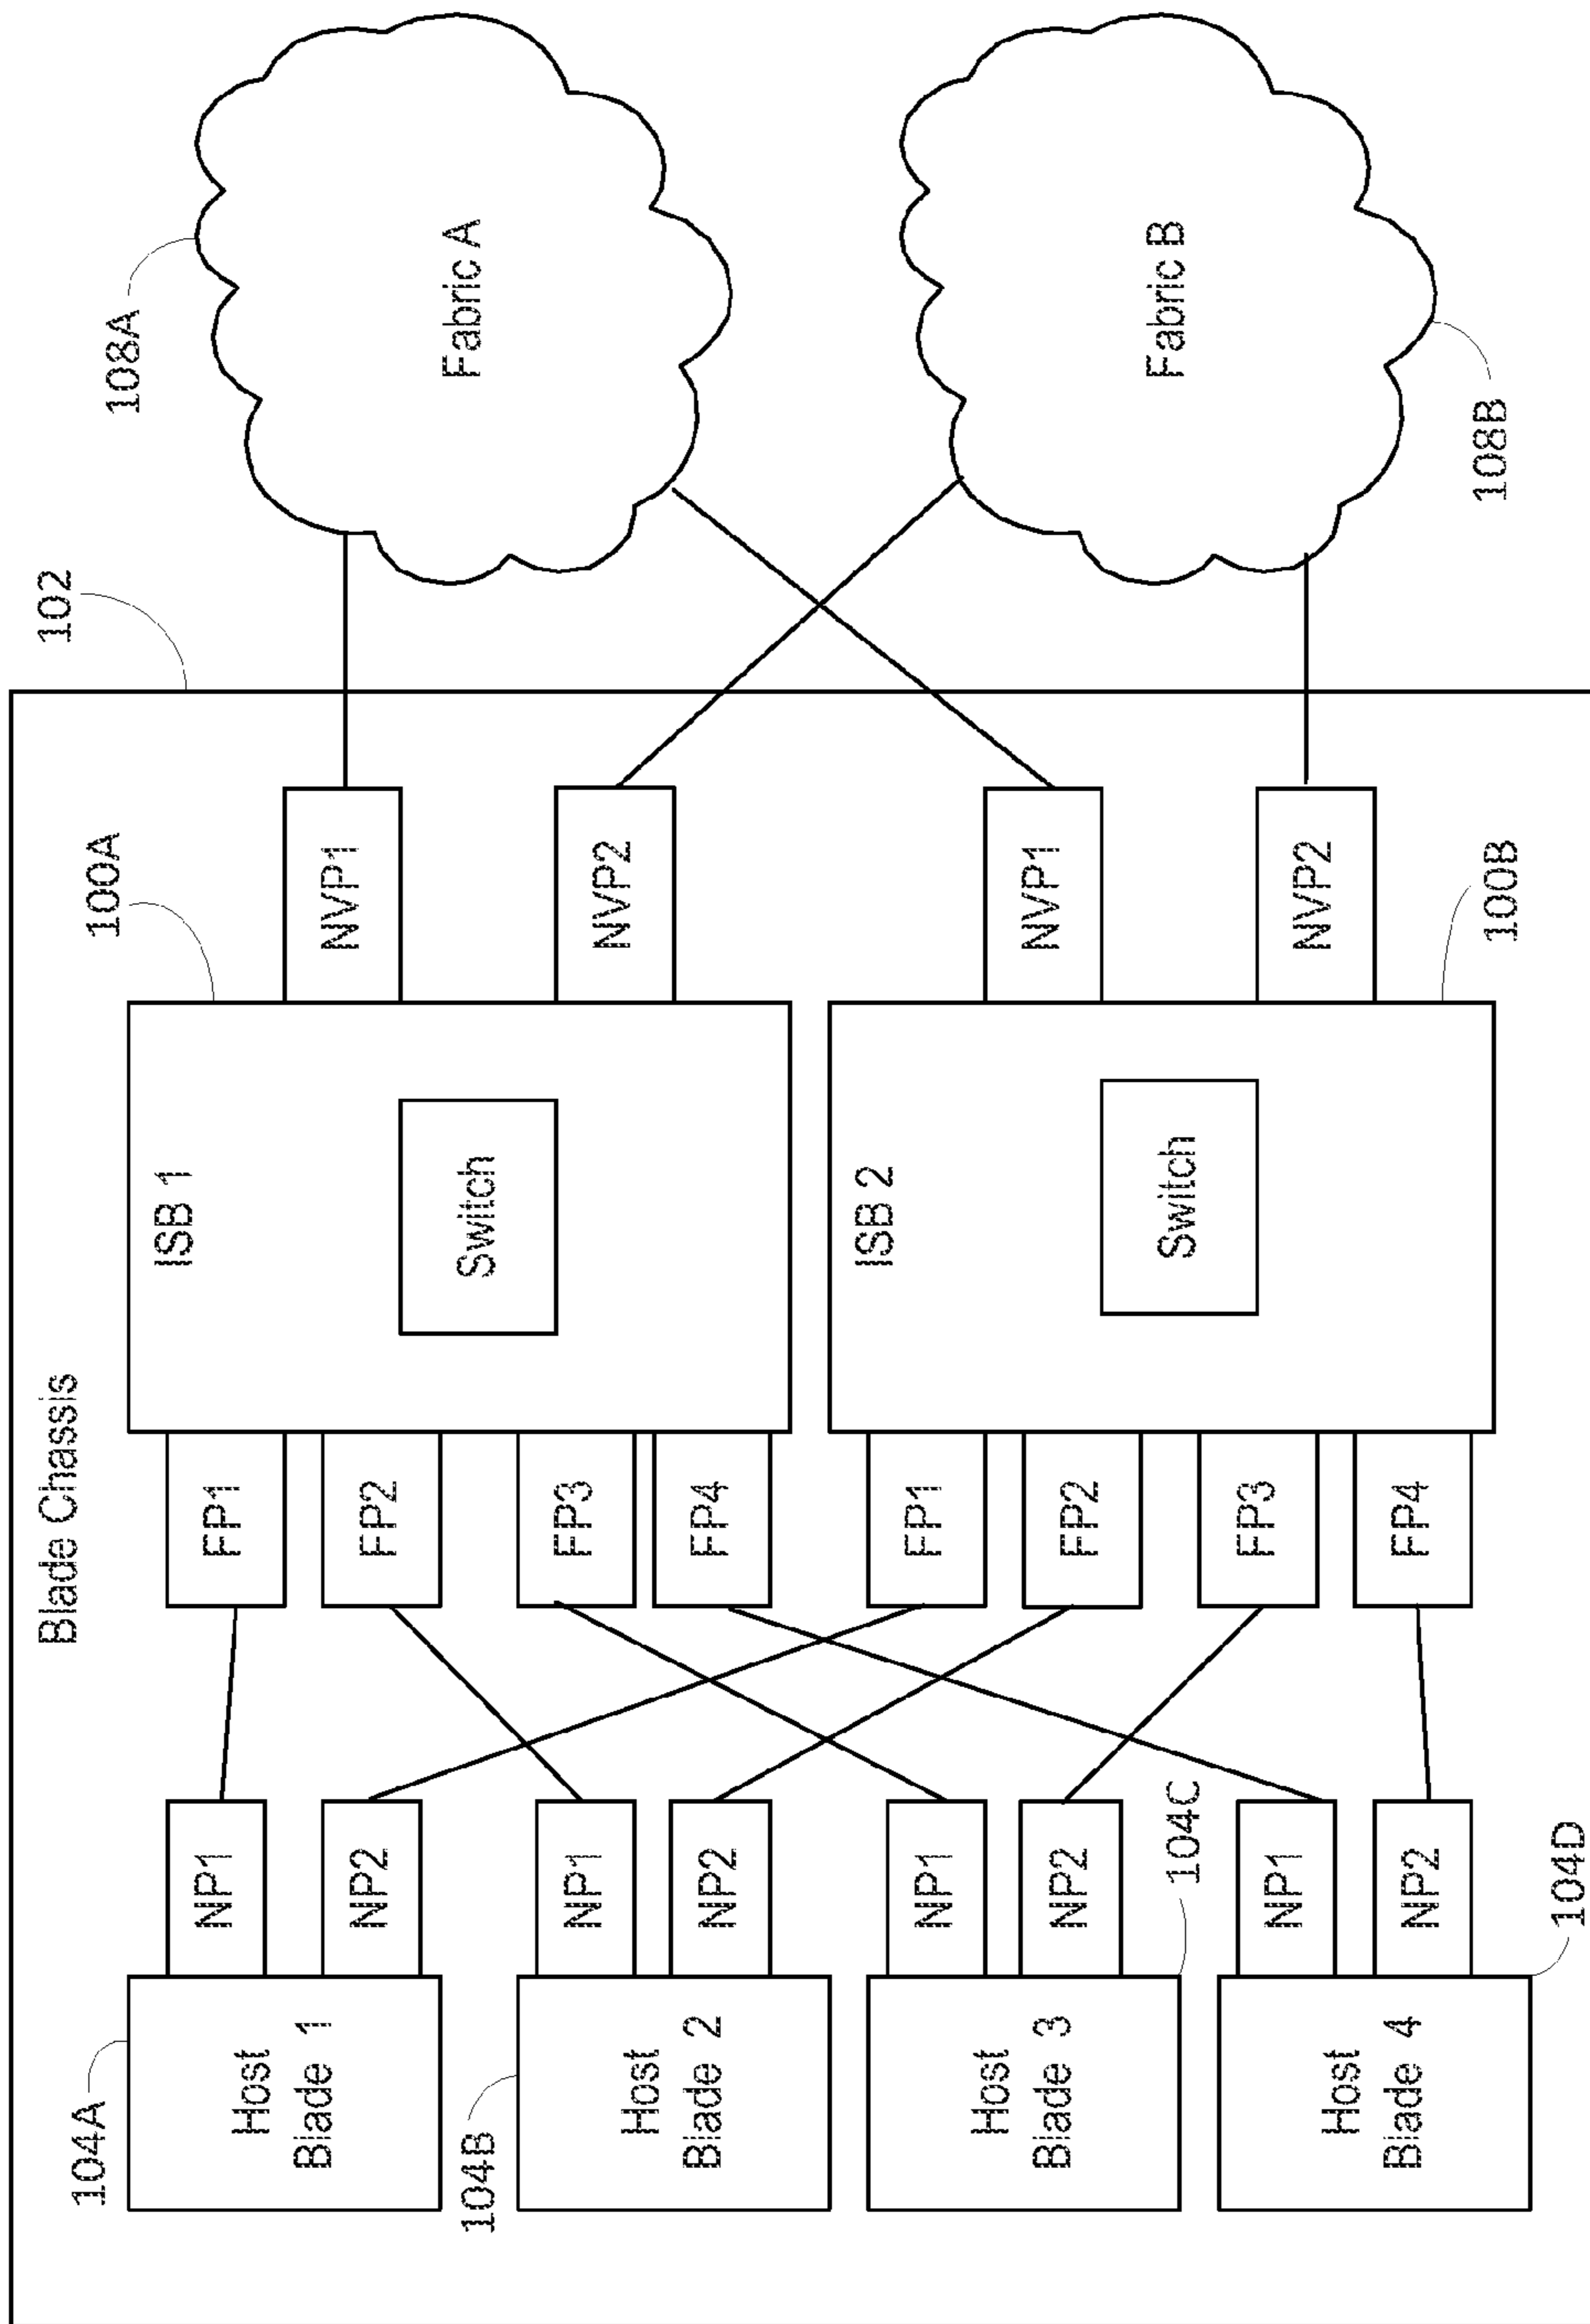 Blade Chassis
102
104A
Host
Blade 1
NP1
NP2
104B
Host
Blade 2
NP1
NP2
Host
Blade 3
NP1
NP2
104C
Host
Blade 4
NP1
NP2
104D
FP1
FP2
FP3
FP4
ISB 1
Switch
100A
NVP1
NVP2
FP1
FP2
FP3
FP4
ISB 2
Switch
NVP1
NVP2
100B
108A
Fabric A
Fabric B
108B